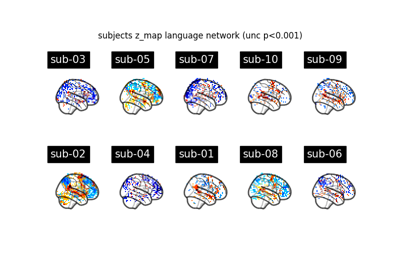 subjects z_map language network (unc p<0.001)
sub-03 sub-05 sub-07 sub-10 sub-09
sub-02 sub-04 sub-01 sub-08 sub-06